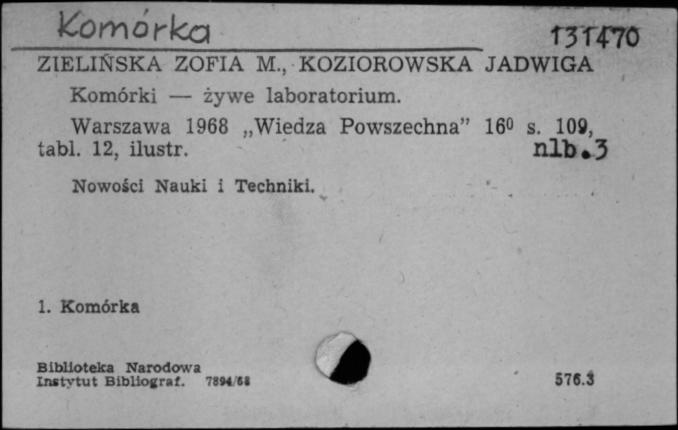 Komórka 131470
ZIELIŃSKA ZOFIA M., KOZIOROWSKA JADWIGA
Komórki — żywe laboratorium.
Warszawa 1968 „Wiedza Powszechna” 16⁰ s. 109,
tabl. 12, ilustr. nlb.3
Nowości Nauki i Techniki.
1. Komórka
Biblioteka Narodowa
Instytut Bibliograf. 7894/68 576.3